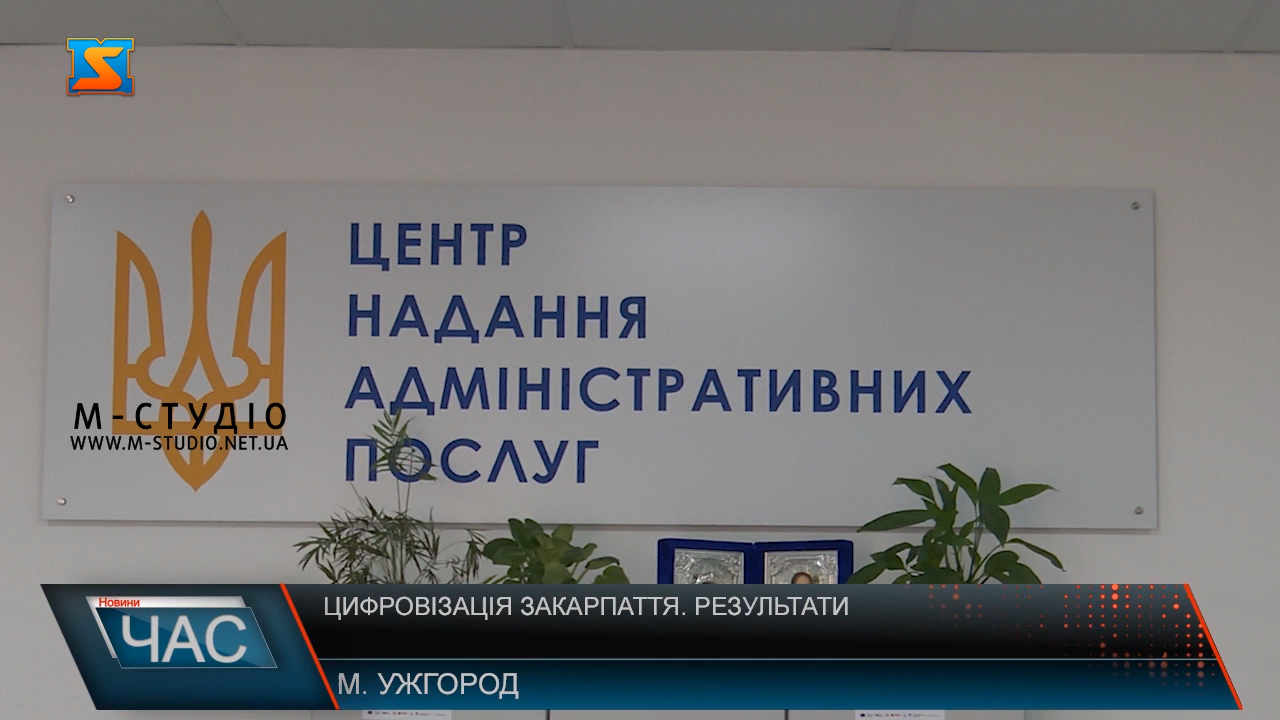 ЦЕНТР
НАДАННЯ
АДМІНІСТРАТИВНИХ
ПОСЛУГ
М-СТУДІО
WWW.M-STUDIO.NET.UA
Новини
ЧАС
ЦИФРОВІЗАЦІЯ ЗАКАРПАТТЯ. РЕЗУЛЬТАТИ
М. УЖГОРОД